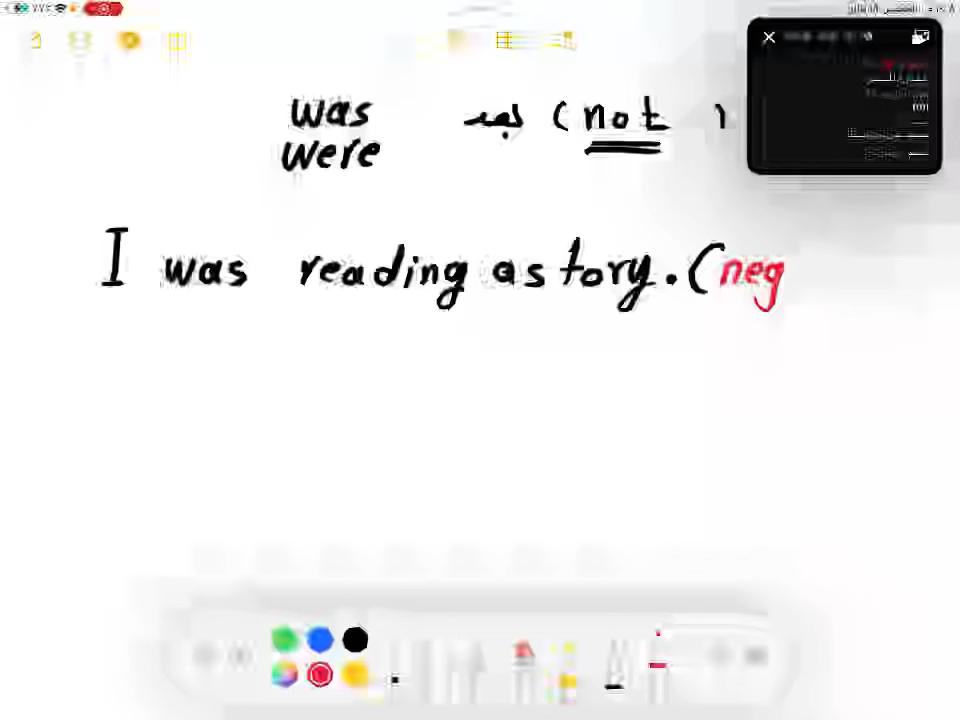 was بعد (not)
were
I was reading a story. (neg